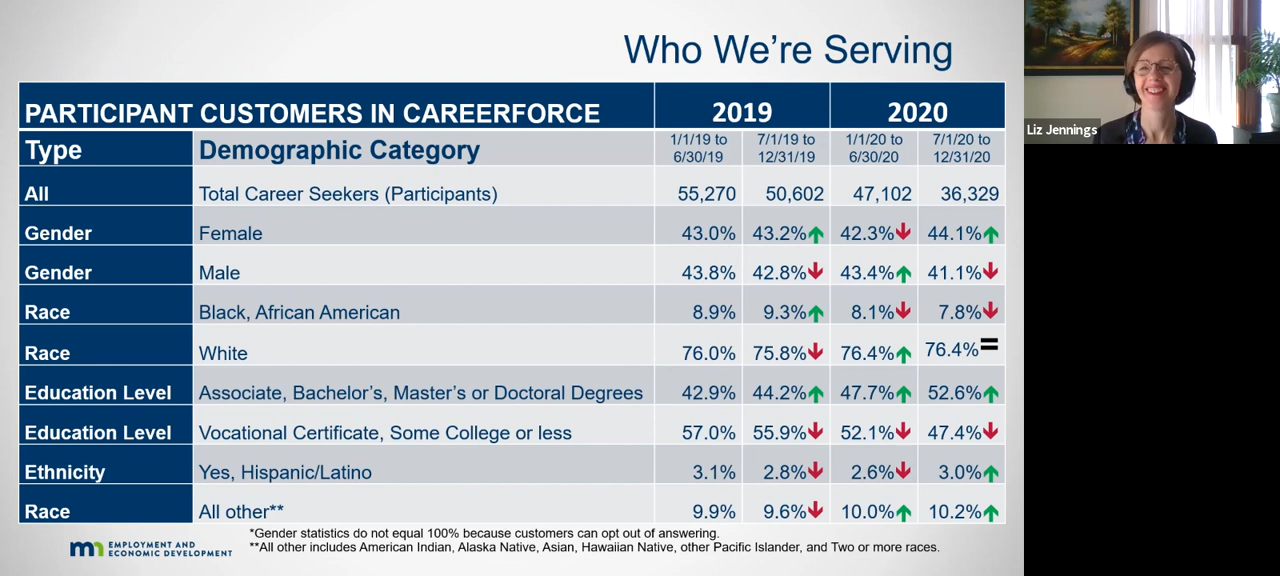 Who We're Serving
PARTICIPANT CUSTOMERS IN CAREERFORCE 2019 2020
Type Demographic Category 1/1/19 to 6/30/19 7/1/19 to 12/31/19 1/1/20 to 6/30/20 7/1/20 to 12/31/20
All Total Career Seekers (Participants) 55,270 50,602 47,102 36,329
Gender Female 43.0% 43.2% 42.3% 44.1%
Gender Male 43.8% 42.8% 43.4% 41.1%
Race Black, African American 8.9% 9.3% 8.1% 7.8%
Race White 76.0% 75.8% 76.4% 76.4% =
Education Level Associate, Bachelor's, Master's or Doctoral Degrees 42.9% 44.2% 47.7% 52.6%
Education Level Vocational Certificate, Some College or less 57.0% 55.9% 52.1% 47.4%
Ethnicity Yes, Hispanic/Latino 3.1% 2.8% 2.6% 3.0%
Race All other** 9.9% 9.6% 10.0% 10.2%
*Gender statistics do not equal 100% because customers can opt out of answering.
**All other includes American Indian, Alaska Native, Asian, Hawaiian Native, other Pacific Islander, and Two or more races.
mn EMPLOYMENT AND
ECONOMIC DEVELOPMENT
Liz Jennings